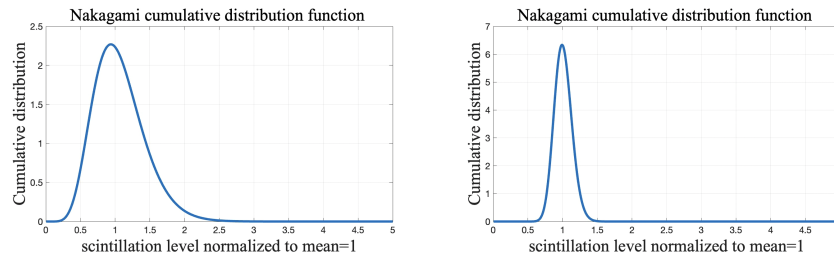 Nakagami cumulative distribution function
Cumulative distribution
2.5
2
1.5
1
0.5
0
0 0.5 1 1.5 2 2.5 3 3.5 4 4.5 5
scintillation level normalized to mean=1
Nakagami cumulative distribution function
Cumulative distribution
7
6
5
4
3
2
1
0
0 0.5 1 1.5 2 2.5 3 3.5 4 4.5
scintillation level normalized to mean=1